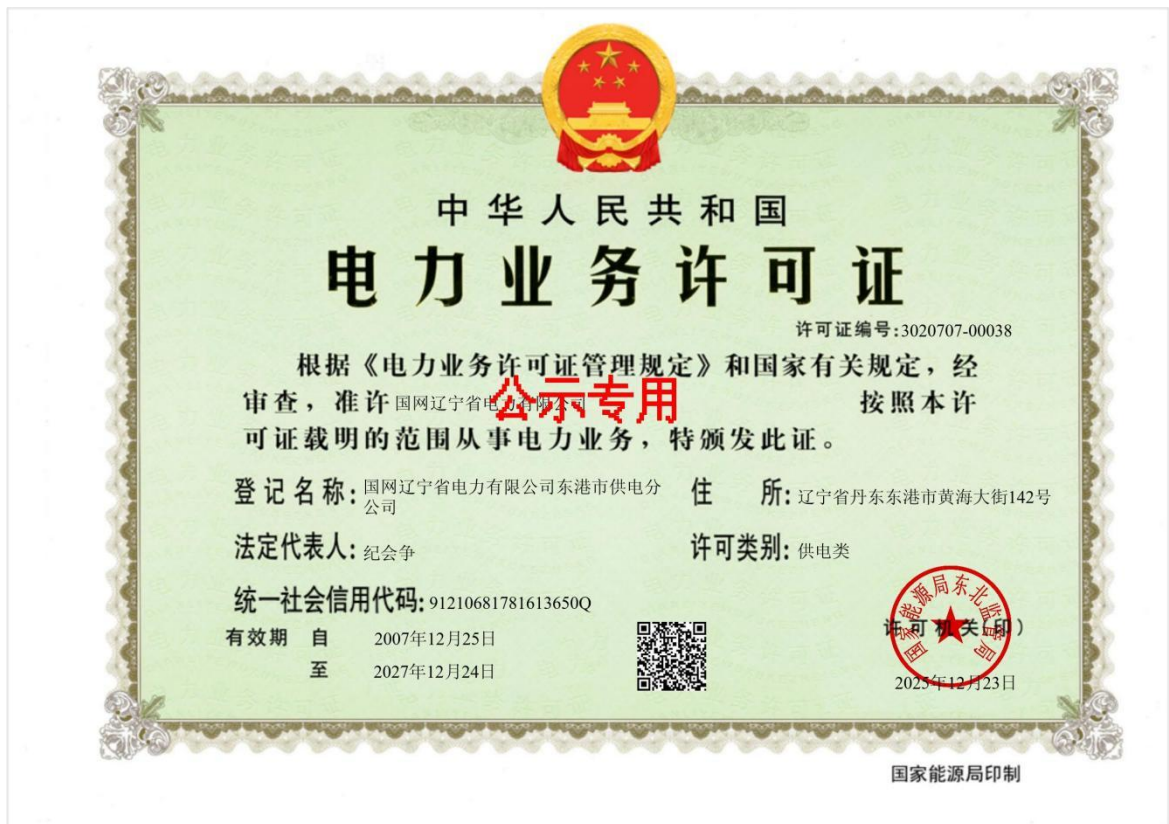 中华人民共和国
电力业务许可证
许可证编号:3020707-00038
根据《电力业务许可证管理规定》和国家有关规定，经
审查，准许 国网辽宁省电力有限公司 按照本许
公示专用
可证载明的范围从事电力业务，特颁发此证。
登记名称: 国网辽宁省电力有限公司东港市供电分
公司
住 所: 辽宁省丹东东港市黄海大街142号
法定代表人: 纪会争
许可类别: 供电类
统一社会信用代码: 91210681781613650Q
有效期 自 2007年12月25日
至 2027年12月24日
许可机关(印)
国家能源局东北监管局
2025年12月23日
国家能源局印制